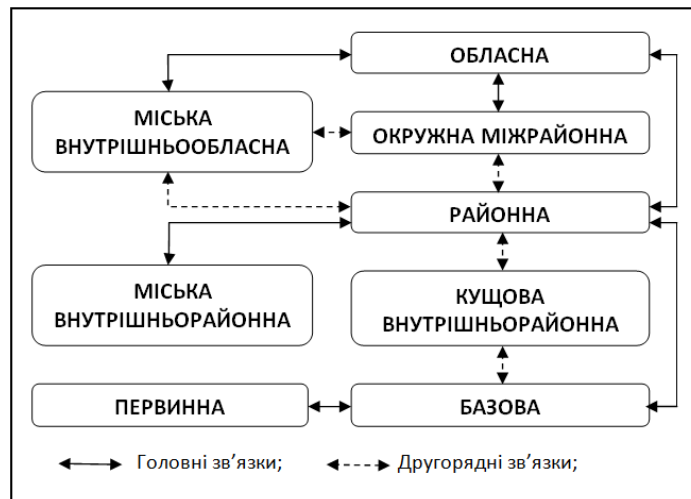 ОБЛАСНА
МІСЬКА
ВНУТРІШНЬООБЛАСНА
ОКРУЖНА МІЖРАЙОННА
РАЙОННА
МІСЬКА
ВНУТРІШНЬОРАЙОННА
КУЩОВА
ВНУТРІШНЬОРАЙОННА
ПЕРВИННА
БАЗОВА
Головні зв’язки;
Другорядні зв’язки;